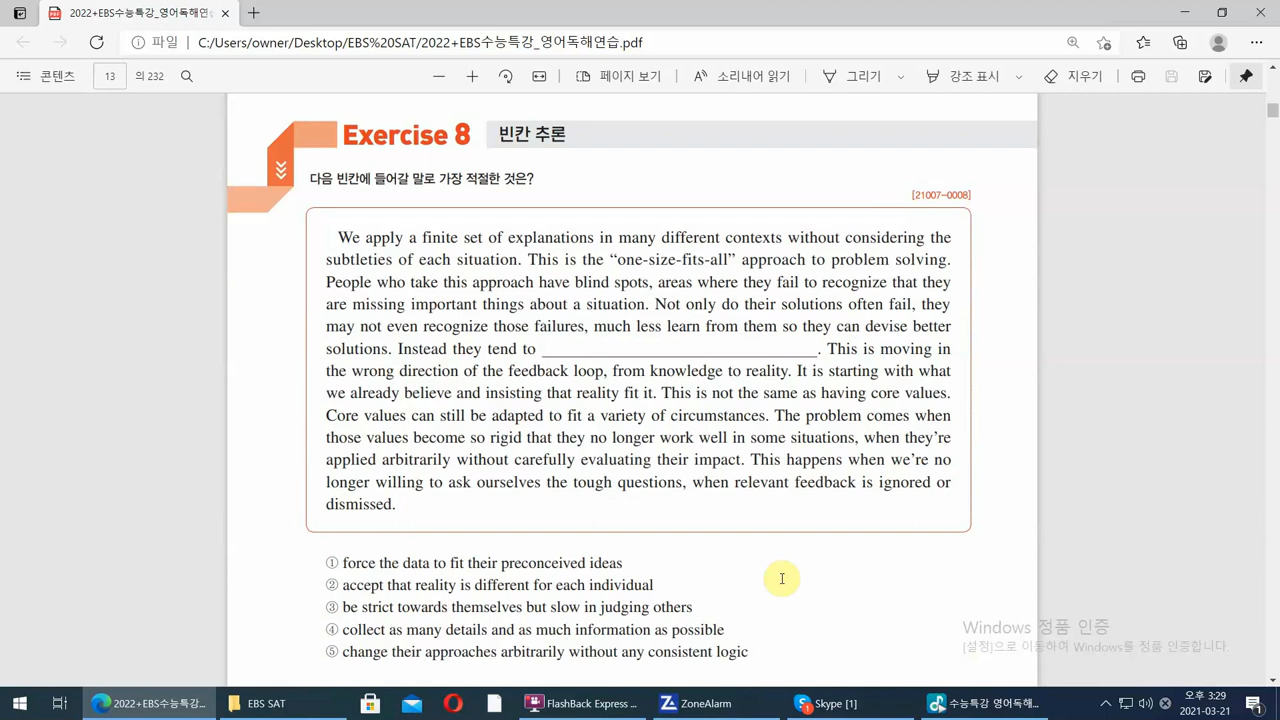 2022+EBS수능특강_영어독해연습
파일 C:/Users/owner/Desktop/EBS%20SAT/2022+EBS수능특강_영어독해연습.pdf
콘텐츠 13 의 232 페이지 보기 소리내어 읽기 그리기 강조 표시 지우기
Exercise 8 빈칸 추론
다음 빈칸에 들어갈 말로 가장 적절한 것은?
[21007-0008]
We apply a finite set of explanations in many different contexts without considering the
subtleties of each situation. This is the “one-size-fits-all” approach to problem solving.
People who take this approach have blind spots, areas where they fail to recognize that they
are missing important things about a situation. Not only do their solutions often fail, they
may not even recognize those failures, much less learn from them so they can devise better
solutions. Instead they tend to ________________. This is moving in
the wrong direction of the feedback loop, from knowledge to reality. It is starting with what
we already believe and insisting that reality fit it. This is not the same as having core values.
Core values can still be adapted to fit a variety of circumstances. The problem comes when
those values become so rigid that they no longer work well in some situations, when they’re
applied arbitrarily without carefully evaluating their impact. This happens when we’re no
longer willing to ask ourselves the tough questions, when relevant feedback is ignored or
dismissed.
① force the data to fit their preconceived ideas
② accept that reality is different for each individual
③ be strict towards themselves but slow in judging others
④ collect as many details and as much information as possible
⑤ change their approaches arbitrarily without any consistent logic
Windows 정품 인증
[설정]으로 이동하여 Windows를 정품 인증합니다.
2022+EBS수능특강... EBS SAT FlashBack Express ... ZoneAlarm Skype [1] 수능특강 영어독해... 오후 3:29
2021-03-21